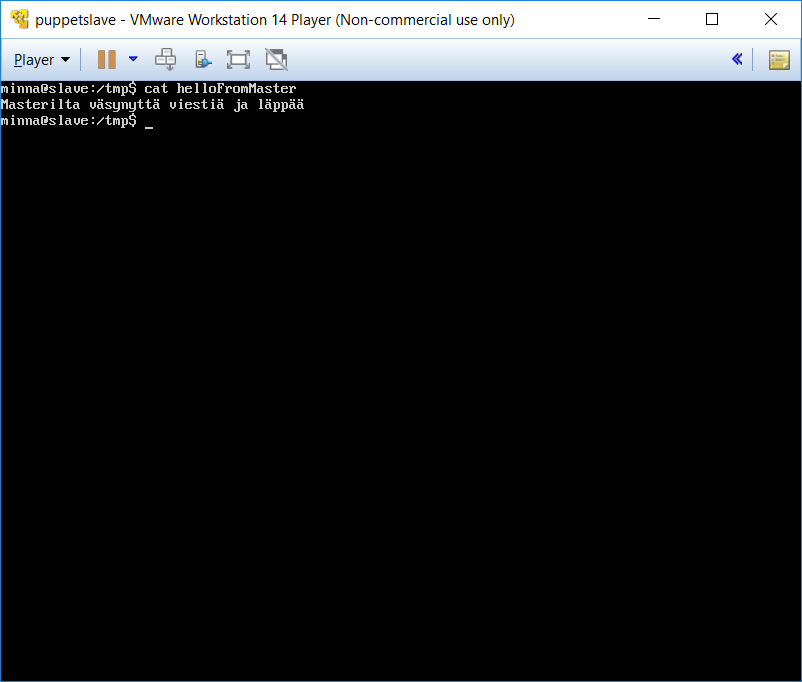 puppetslave - VMware Workstation 14 Player (Non-commercial use only)
Player
minna@slave:/tmp$ cat helloFromMaster
Masterilta väsynyttä viestiä ja läppää
minna@slave:/tmp$ _